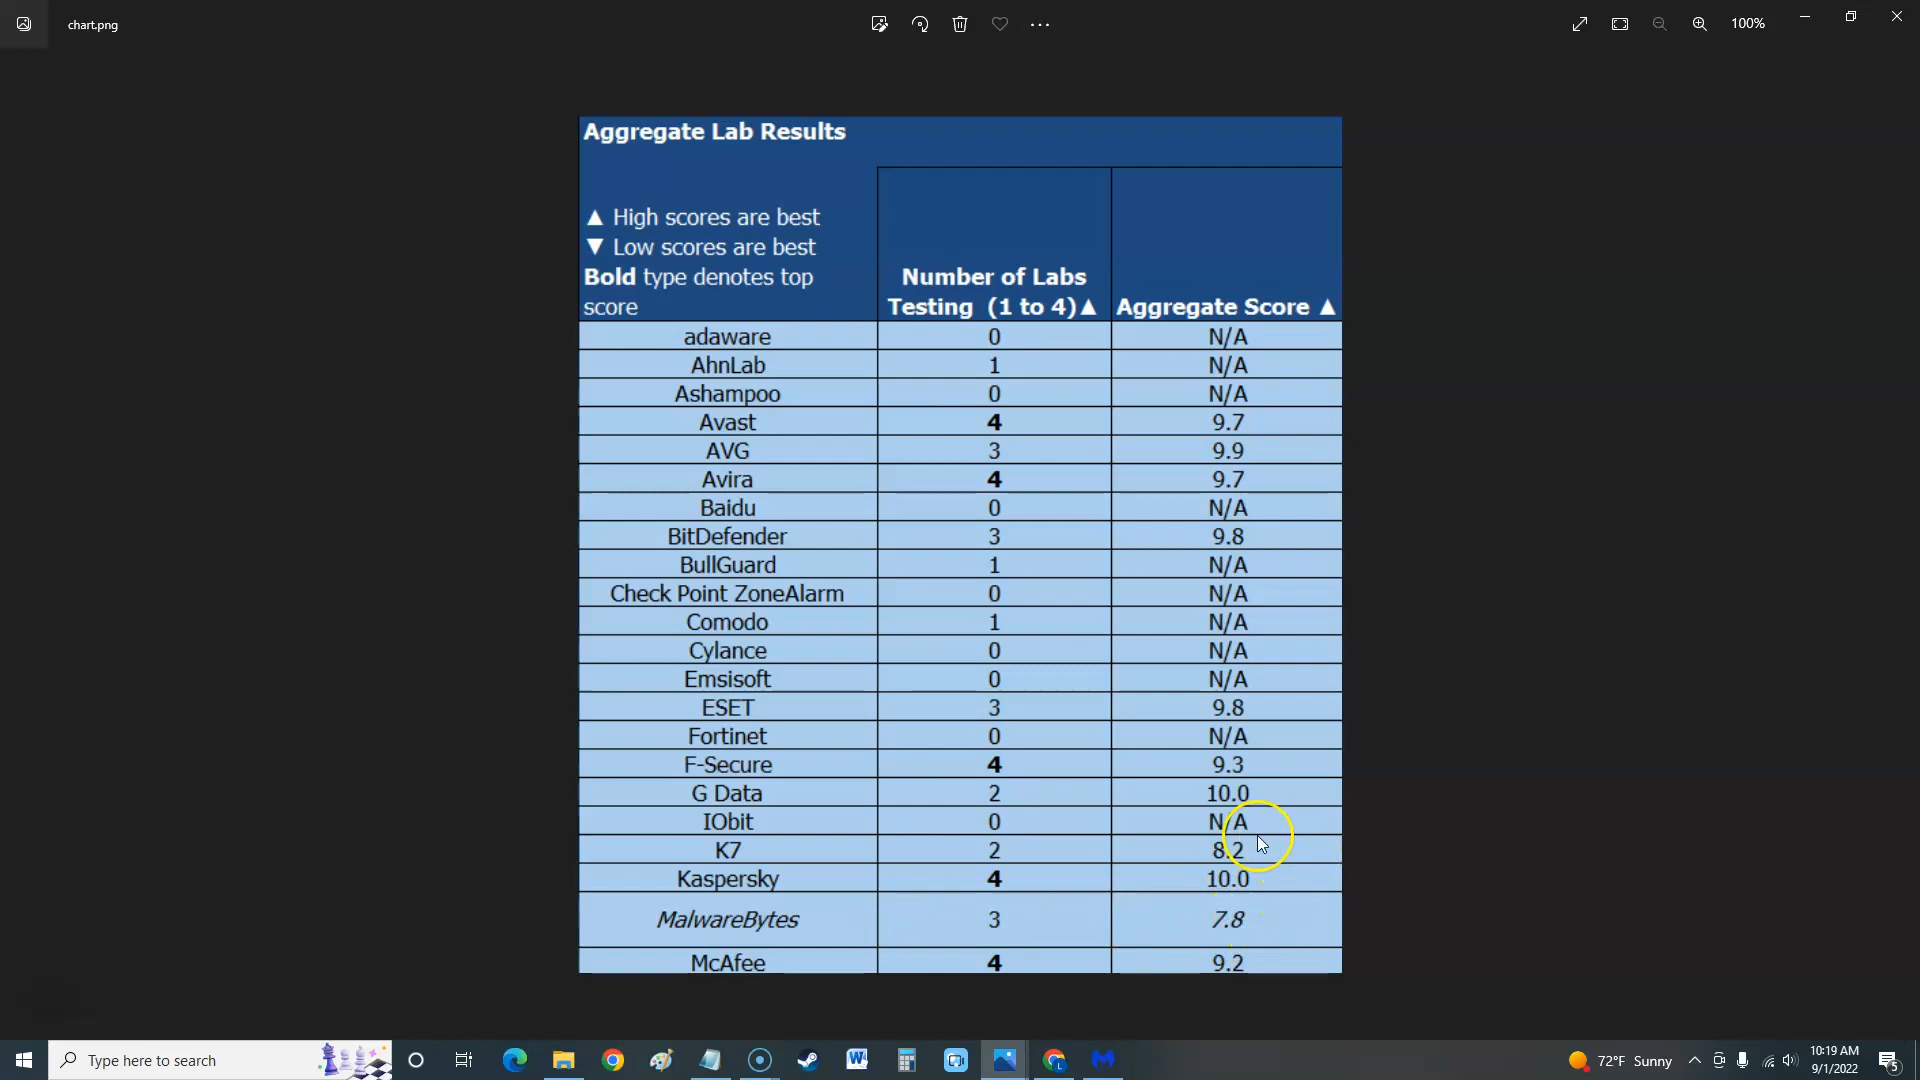 chart.png
100%
Aggregate Lab Results
▲ High scores are best
▼ Low scores are best
Bold type denotes top
score
Number of Labs
Testing (1 to 4)▲
Aggregate Score ▲
adaware 0 N/A
AhnLab 1 N/A
Ashampoo 0 N/A
Avast 4 9.7
AVG 3 9.9
Avira 4 9.7
Baidu 0 N/A
BitDefender 3 9.8
BullGuard 1 N/A
Check Point ZoneAlarm 0 N/A
Comodo 1 N/A
Cylance 0 N/A
Emsisoft 0 N/A
ESET 3 9.8
Fortinet 0 N/A
F-Secure 4 9.3
G Data 2 10.0
IObit 0 N/A
K7 2 8.2
Kaspersky 4 10.0
MalwareBytes 3 7.8
McAfee 4 9.2
Type here to search
72°F Sunny
10:19 AM
9/1/2022
5